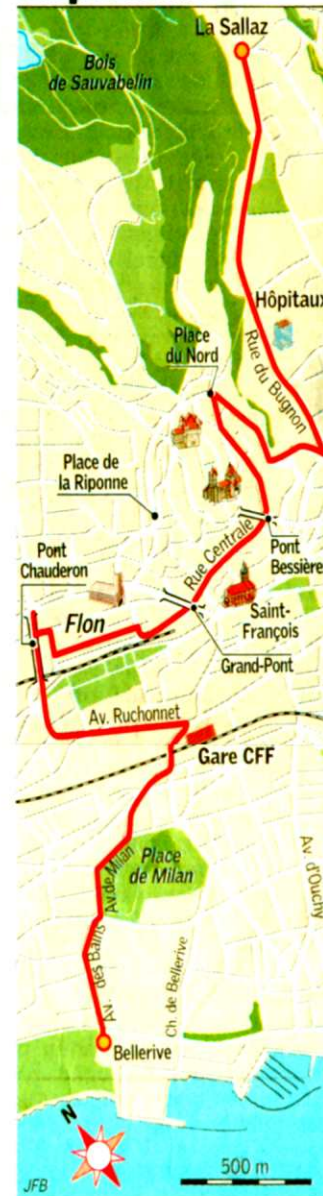 La Sallaz
Bois
de Sauvabelin
Hôpitaux
Place
du Nord
Rue du Bugnon
Place de
la Riponne
Pont
Chauderon
Rue Centrale
Pont
Bessière
Flon
Saint-
François
Grand-Pont
Av. Ruchonnet
Gare CFF
Place
de Milan
Av. de Milan
Av. d'Ouchy
Av. des Bains
Ch. de Bellerive
Bellerive
N
500 m
JFB